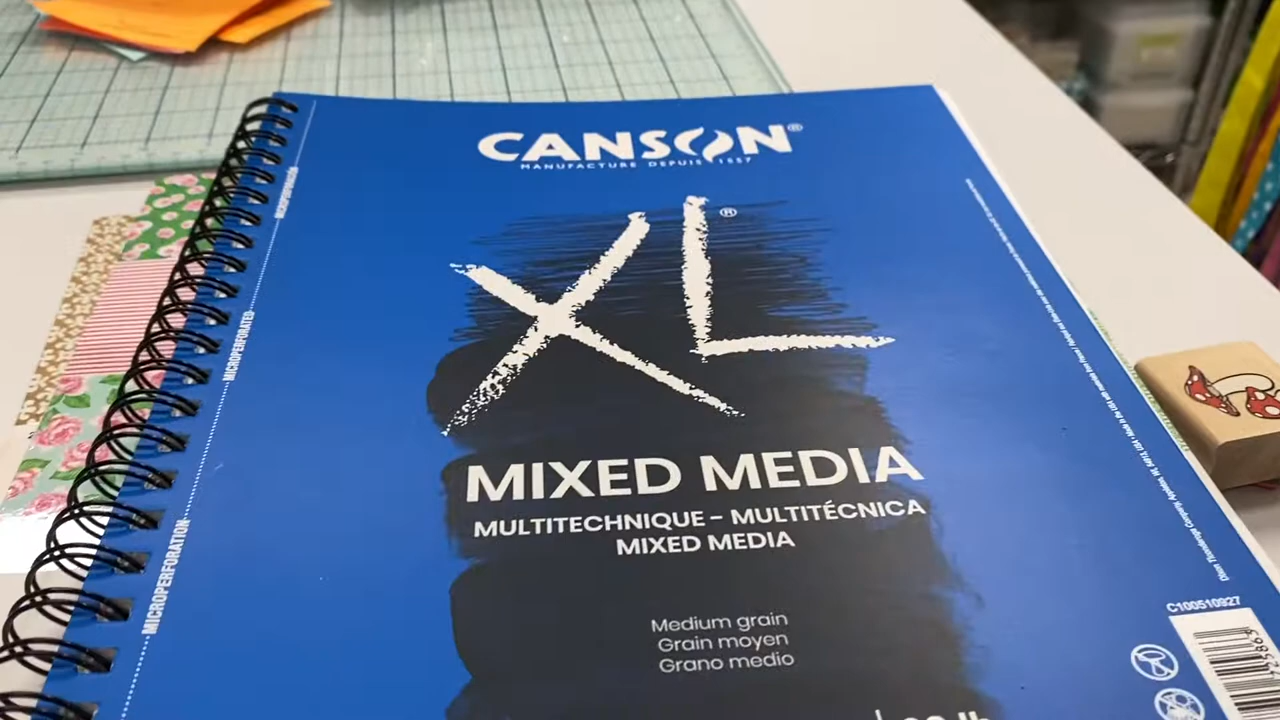 CANSON®
MANUFACTURE DEPUIS 1557
XL®
MIXED MEDIA
MULTITECHNIQUE – MULTITÉCNICA
MIXED MEDIA
Medium grain
Grain moyen
Grano medio
MICROPERFORATED
MICROPERFORATION
C100510927